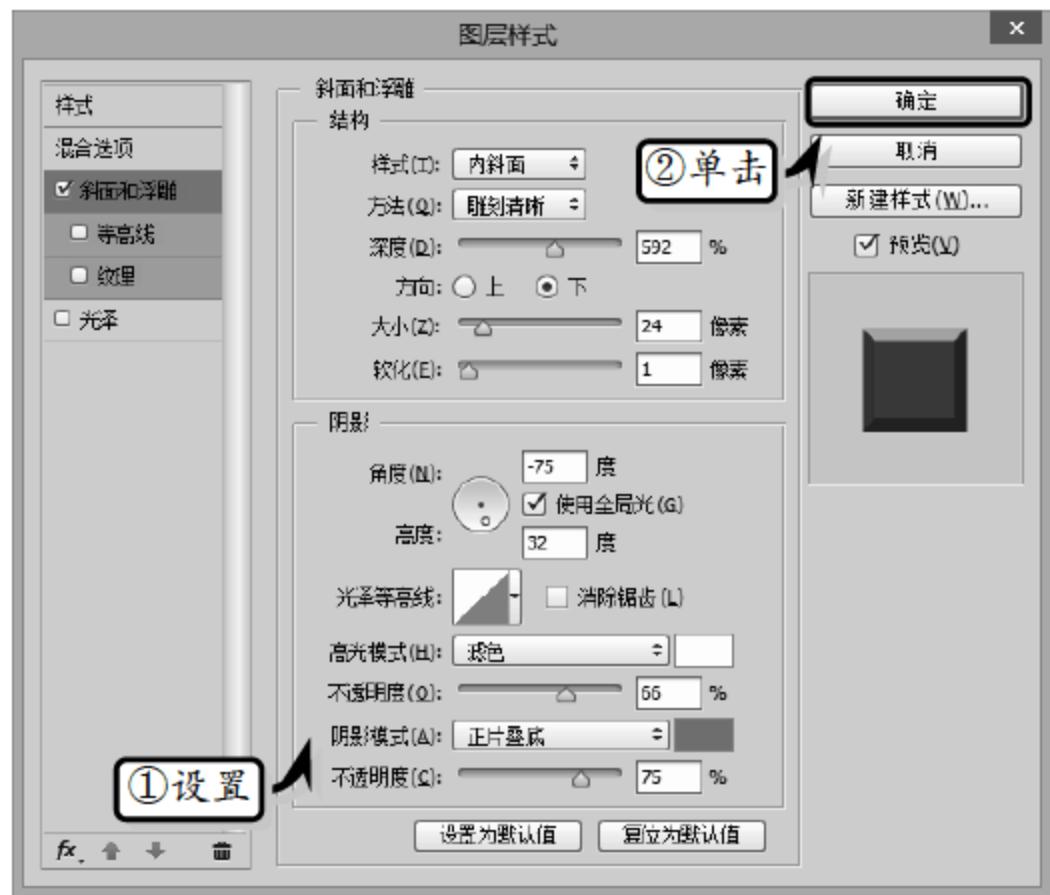 图层样式
×
样式
混合选项
斜面和浮雕
等高线
纹理
光泽
斜面和浮雕
结构
样式(T): 内斜面
方法(Q): 雕刻清晰
深度(D): 592 %
方向: 上 下
大小(Z): 24 像素
软化(E): 1 像素
阴影
角度(N): -75 度
使用全局光(G)
高度: 32 度
光泽等高线: 消除锯齿(L)
高光模式(H): 滤色
不透明度(O): 66 %
阴影模式(A): 正片叠底
不透明度(C): 75 %
设置为默认值 复位为默认值
确定
取消
新建样式(W)...
预览(V)
①设置
②单击
fx.